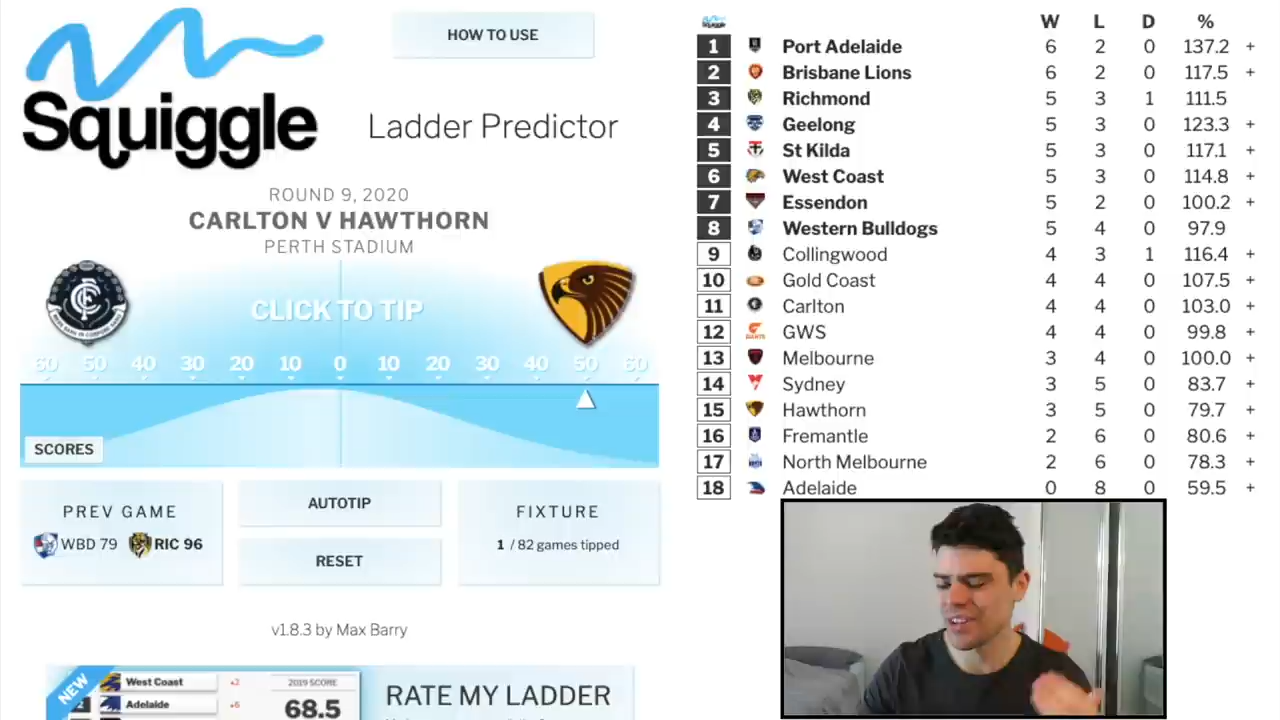 Squiggle
HOW TO USE
Ladder Predictor
ROUND 9, 2020
CARLTON V HAWTHORN
PERTH STADIUM
CLICK TO TIP
60 50 40 30 20 10 0 10 20 30 40 50 60
SCORES
PREV GAME
WBD 79 RIC 96
AUTOTIP
RESET
FIXTURE
1 / 82 games tipped
v1.8.3 by Max Barry
NEW
West Coast +2
2 Adelaide +6
2019 SCORE
68.5
RATE MY LADDER
Squiggle W L D %
1 Port Adelaide 6 2 0 137.2 +
2 Brisbane Lions 6 2 0 117.5 +
3 Richmond 5 3 1 111.5
4 Geelong 5 3 0 123.3 +
5 St Kilda 5 3 0 117.1 +
6 West Coast 5 3 0 114.8 +
7 Essendon 5 2 0 100.2 +
8 Western Bulldogs 5 4 0 97.9
9 Collingwood 4 3 1 116.4 +
10 Gold Coast 4 4 0 107.5 +
11 Carlton 4 4 0 103.0 +
12 GWS 4 4 0 99.8 +
13 Melbourne 3 4 0 100.0 +
14 Sydney 3 5 0 83.7 +
15 Hawthorn 3 5 0 79.7 +
16 Fremantle 2 6 0 80.6 +
17 North Melbourne 2 6 0 78.3 +
18 Adelaide 0 8 0 59.5 +